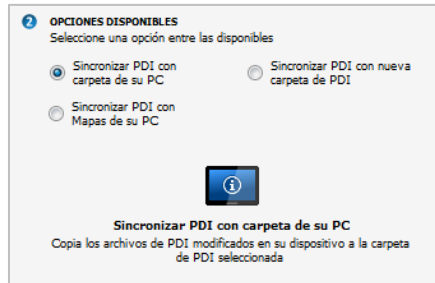 2 OPCIONES DISPONIBLES
Seleccione una opción entre las disponibles
Sincronizar PDI con
carpeta de su PC
Sincronizar PDI con nueva
carpeta de PDI
Sincronizar PDI con
Mapas de su PC
Sincronizar PDI con carpeta de su PC
Copia los archivos de PDI modificados en su dispositivo a la carpeta
de PDI seleccionada